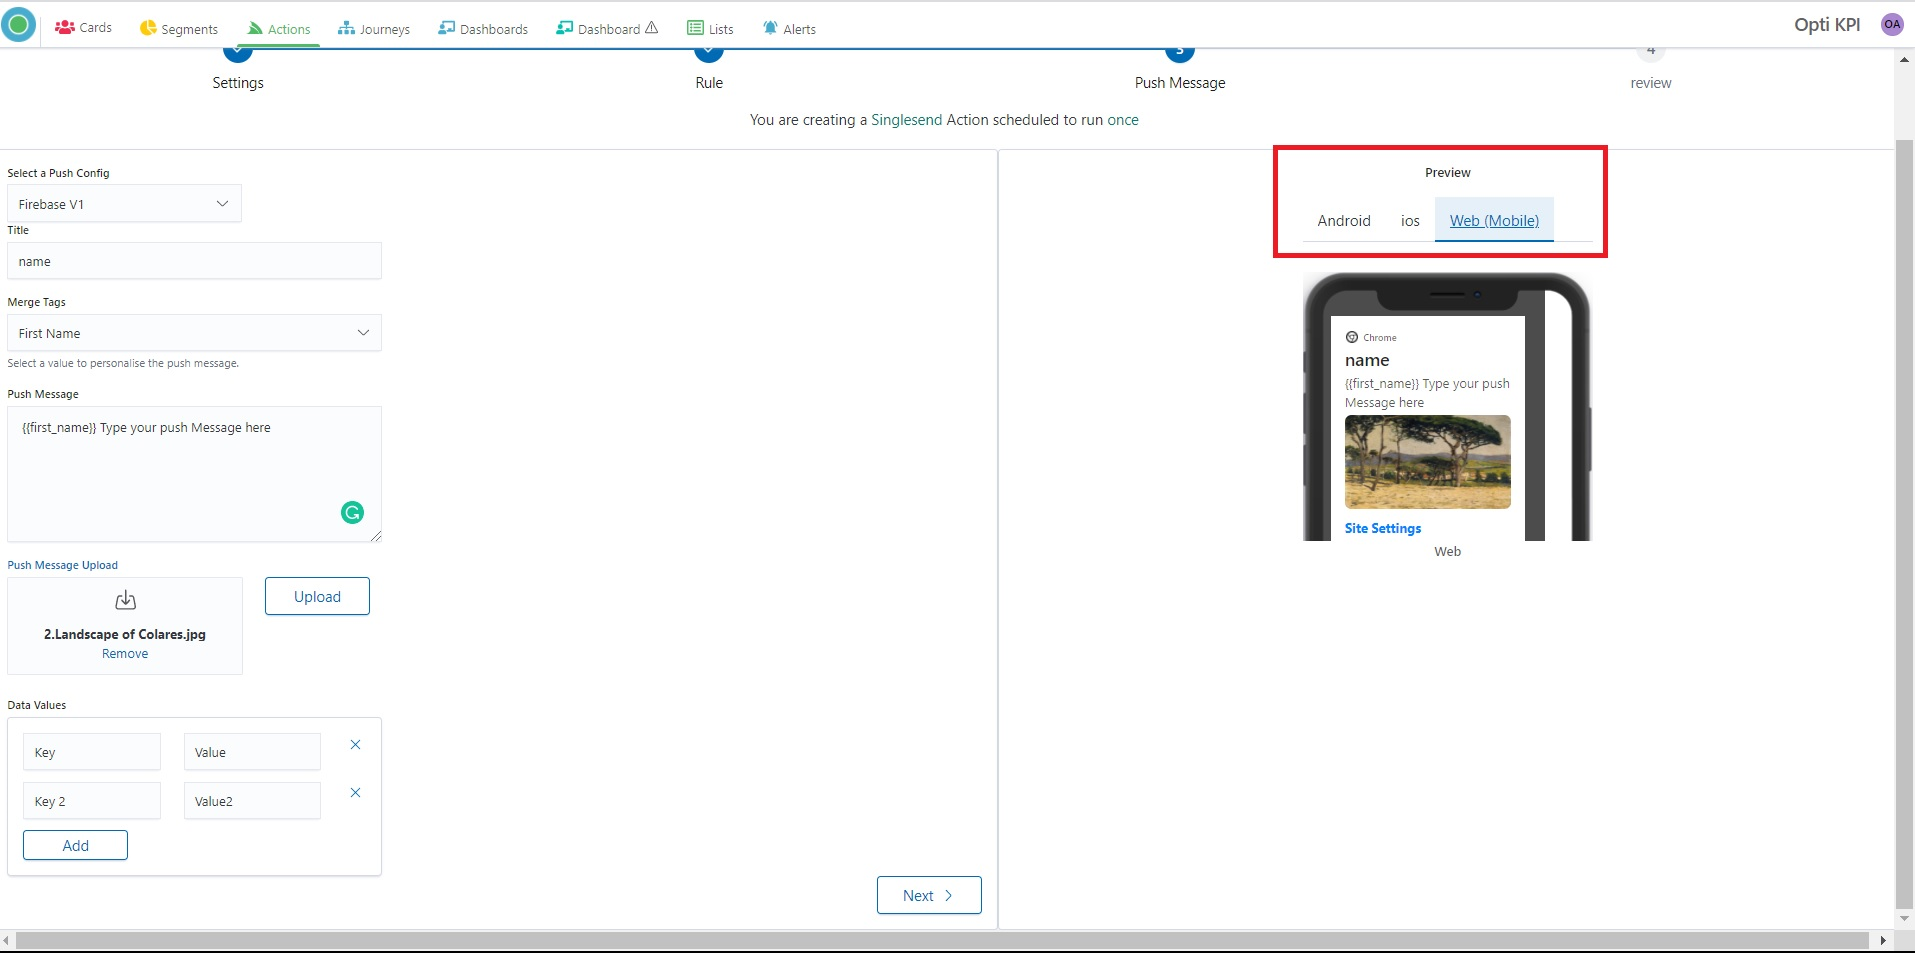 Cards Segments Actions Journeys Dashboards Dashboard Lists Alerts Opti KPI OA
3 4
Settings Rule Push Message review
You are creating a Singlesend Action scheduled to run once
Select a Push Config
Firebase V1
Title
name
Merge Tags
First Name
Select a value to personalise the push message.
Push Message
{{first_name}} Type your push Message here
Push Message Upload
2.Landscape of Colares.jpg
Remove
Upload
Data Values
Key Value
Key 2 Value2
Add
Next
Preview
Android ios Web (Mobile)
Chrome
name
{{first_name}} Type your push
Message here
Site Settings
Web